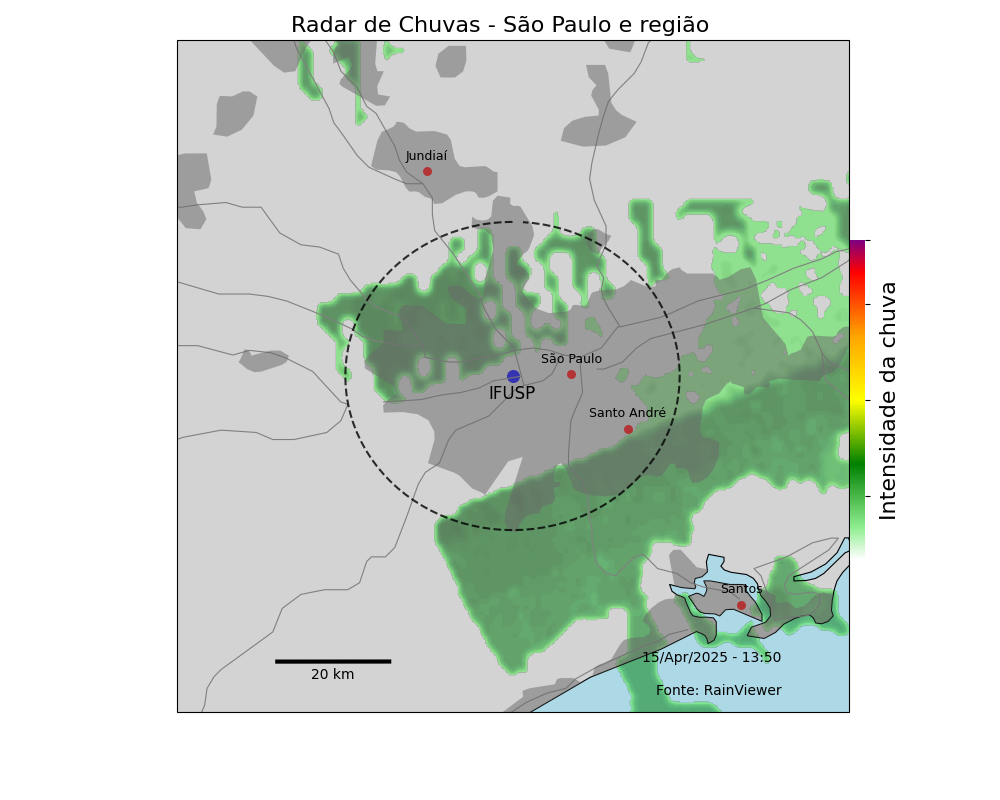 Radar de Chuvas - São Paulo e região
Jundiaí
São Paulo
IFUSP
Santo André
Intensidade da chuva
Santos
15/Apr/2025 - 13:50
20 km
Fonte: RainViewer